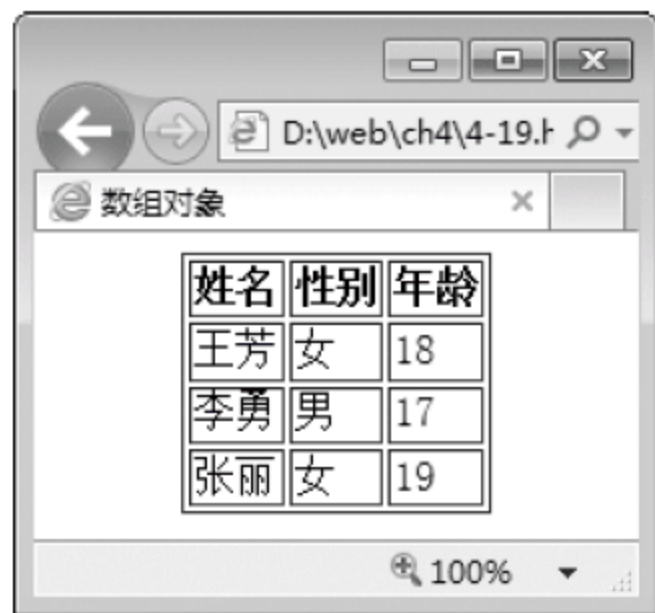 D:\web\ch4\4-19.h
数组对象
姓名 性别 年龄
王芳 女 18
李勇 男 17
张丽 女 19
100%